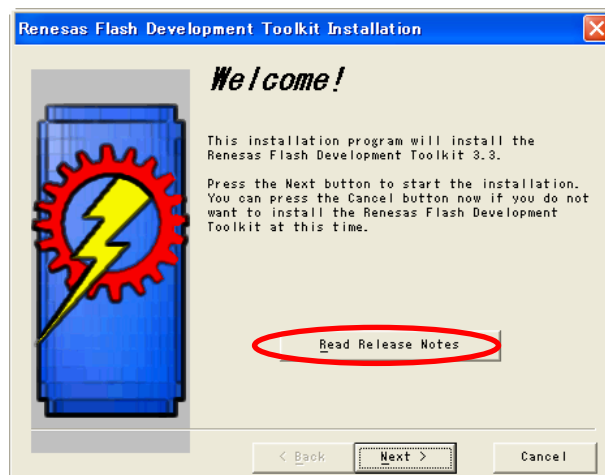 Renesas Flash Development Toolkit Installation
Welcome!
This installation program will install the
Renesas Flash Development Toolkit 3.3.
Press the Next button to start the installation.
You can press the Cancel button now if you do not
want to install the Renesas Flash Development
Toolkit at this time.
Read Release Notes
< Back
Next >
Cancel